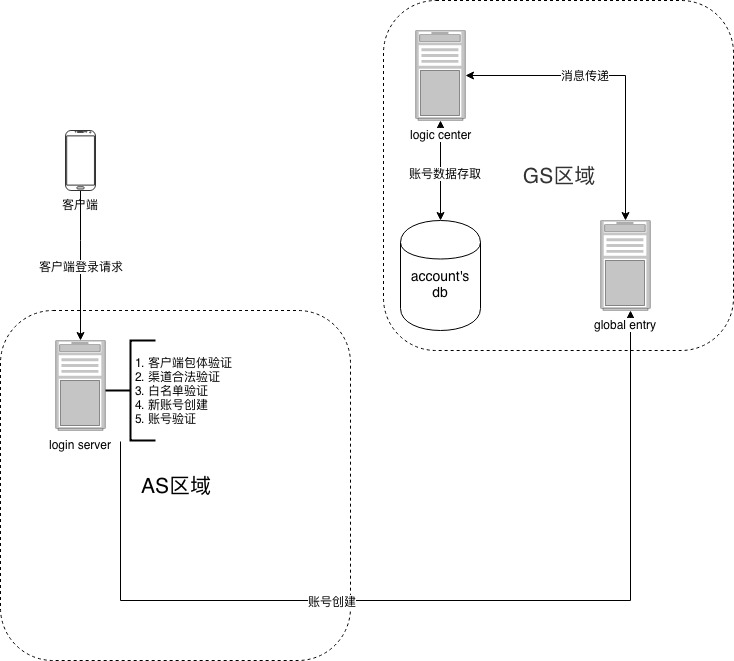 消息传递
logic center
账号数据存取
GS区域
客户端
客户端登录请求
account's
db
global entry
1. 客户端包体验证
2. 渠道合法验证
3. 白名单验证
4. 新账号创建
5. 账号验证
login server
AS区域
账号创建